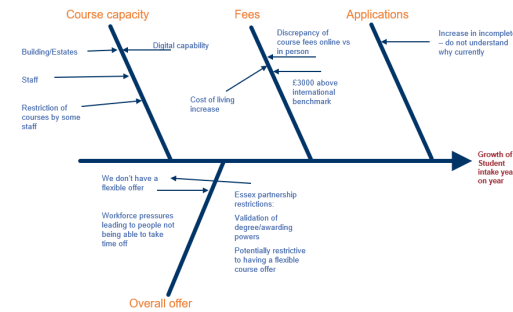 Course capacity
Fees
Applications
Building/Estates
Digital capability
Staff
Restriction of
courses by some
staff
Discrepancy of
course fees online vs
in person
£3000 above
international
benchmark
Cost of living
increase
Increase in incomplet
– do not understand
why currently
Growth of
Student
intake yea
on year
We don't have a
flexible offer
Workforce pressures
leading to people not
being able to take
time off
Essex partnership
restrictions:
Validation of
degree/awarding
powers
Potentially restrictive
to having a flexible
course offer
Overall offer